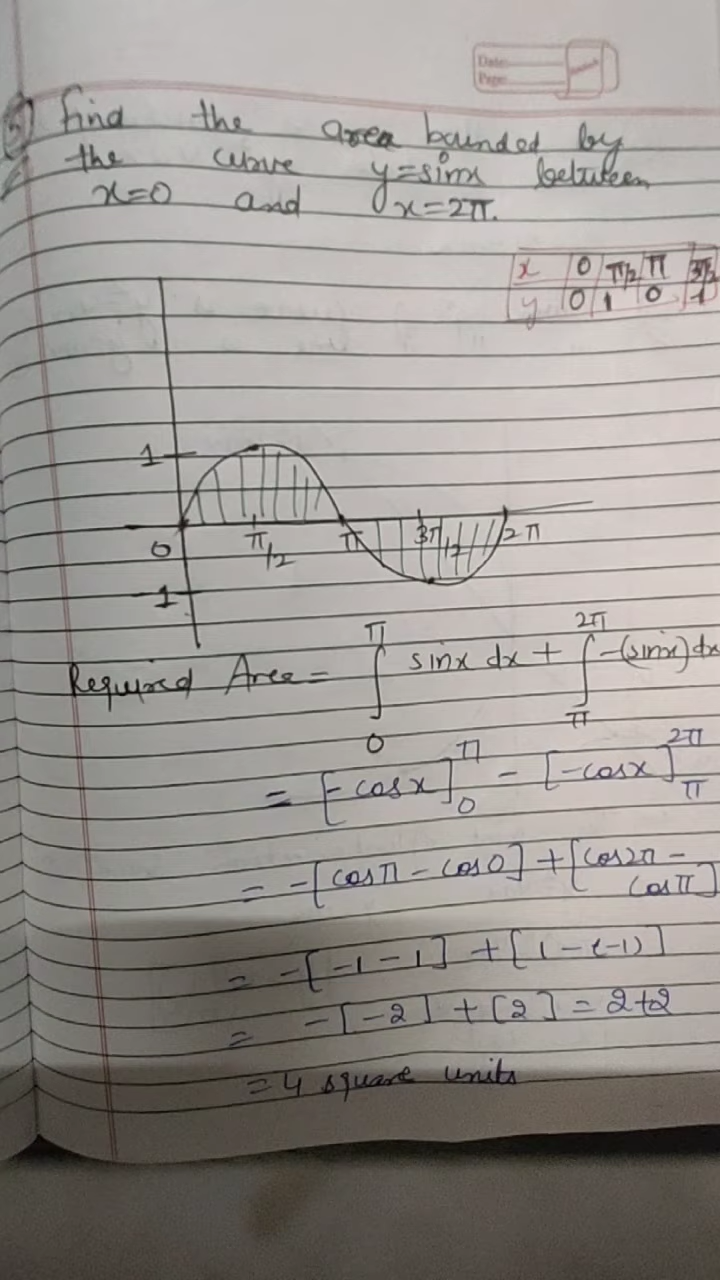 Date:
Page:
5) Find the area bounded by
the curve y=sinx between
x=0 and x=2π.
x 0 π/2 π 3π/2
y 0 1 0 -1
1
0 π/2 π 3π/2 2π
-1
Required Area = ∫₀^π sinx dx + ∫_π^2π -(sinx) dx
= [-cosx]₀^π - [-cosx]_π^2π
= -[cosπ - cos0] + [cos2π - cosπ]
= -[-1-1] + [1-(-1)]
= -[-2] + [2] = 2+2
= 4 square units